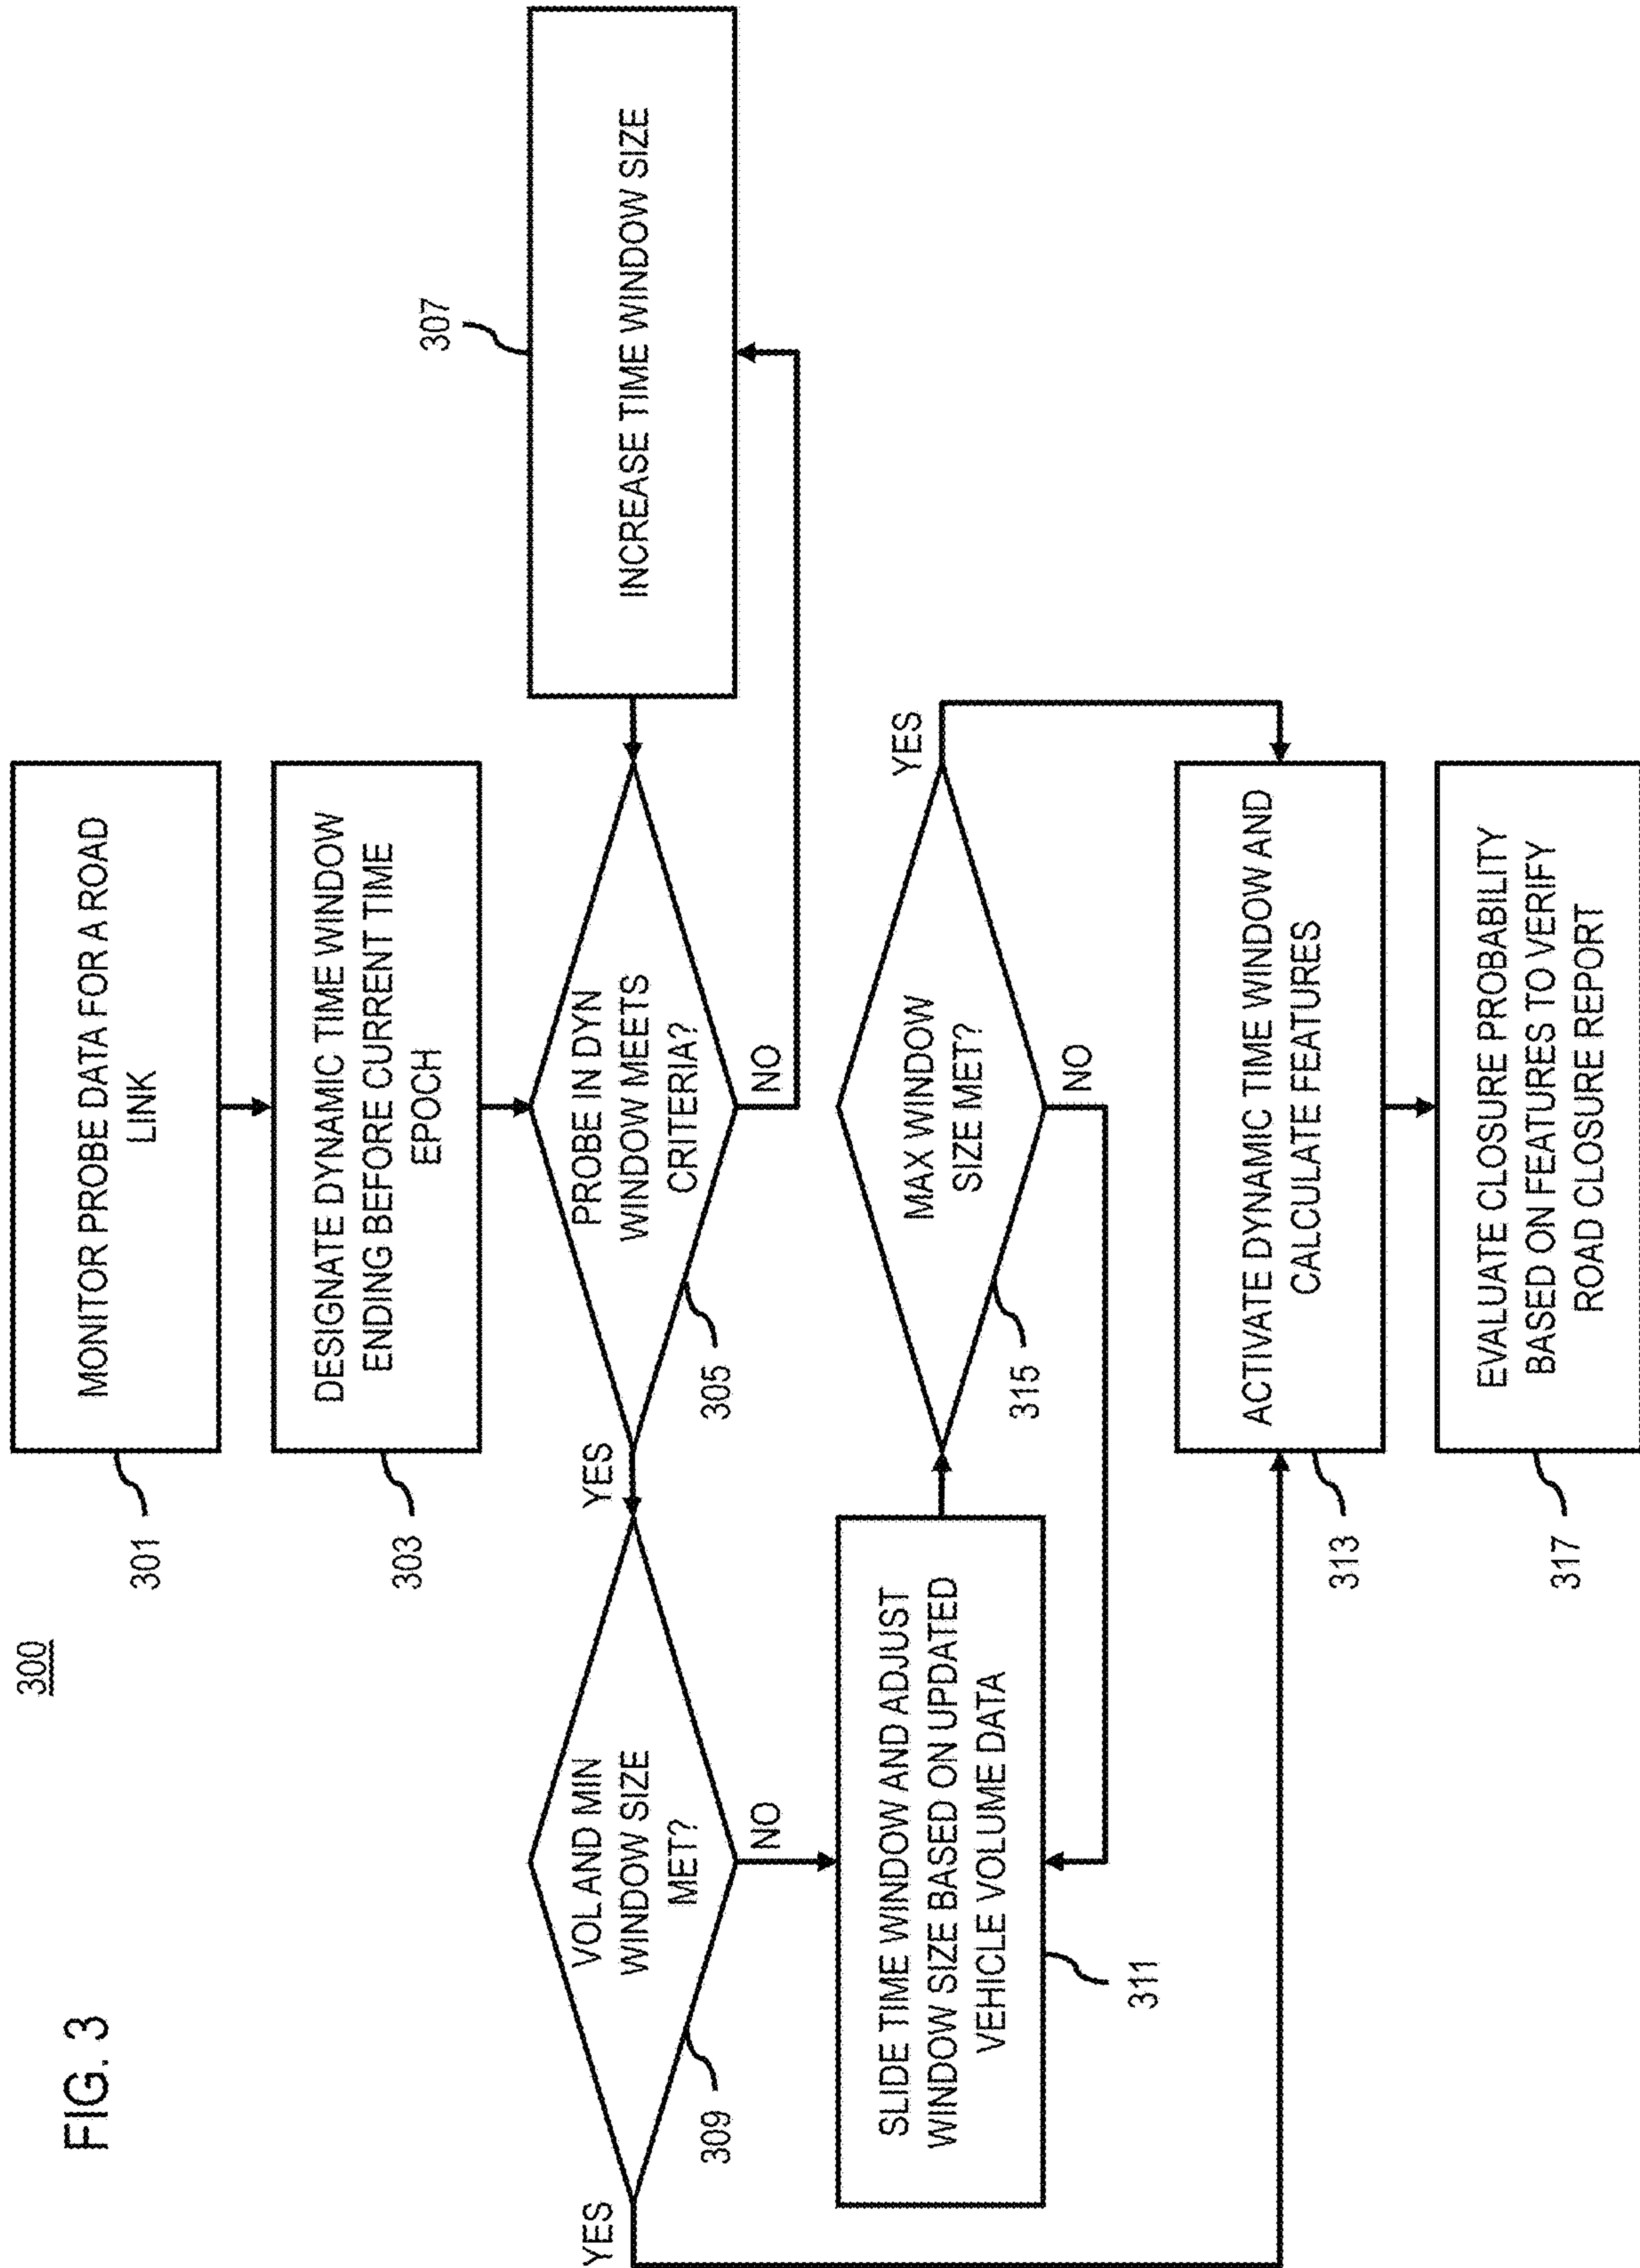 FIG. 3
300
MONITOR PROBE DATA FOR A ROAD
LINK
301
DESIGNATE DYNAMIC TIME WINDOW
ENDING BEFORE CURRENT TIME
EPOCH
303
PROBE IN DYN
WINDOW MEETS
CRITERIA?
305
YES
NO
INCREASE TIME WINDOW SIZE
307
VOL AND MIN
WINDOW SIZE
MET?
309
YES
NO
SLIDE TIME WINDOW AND ADJUST
WINDOW SIZE BASED ON UPDATED
VEHICLE VOLUME DATA
311
MAX WINDOW
SIZE MET?
315
YES
NO
ACTIVATE DYNAMIC TIME WINDOW AND
CALCULATE FEATURES
313
EVALUATE CLOSURE PROBABILITY
BASED ON FEATURES TO VERIFY
ROAD CLOSURE REPORT
317